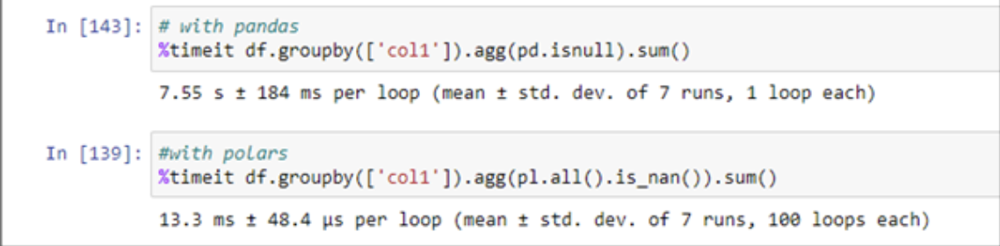 In [143]: # with pandas
%timeit df.groupby(['col1']).agg(pd.isnull).sum()
7.55 s ± 184 ms per loop (mean ± std. dev. of 7 runs, 1 loop each)
In [139]: #with polars
%timeit df.groupby(['col1']).agg(pl.all().is_nan()).sum()
13.3 ms ± 48.4 µs per loop (mean ± std. dev. of 7 runs, 100 loops each)